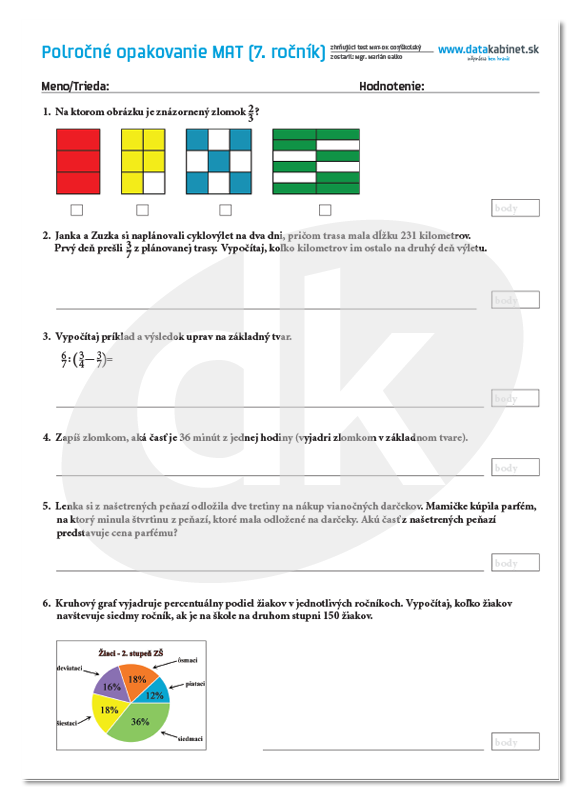 Polročné opakovanie MAT (7. ročník)
zostavil: Mgr. Marián Galko
www.datakabinet.sk
Meno/Trieda:
Hodnotenie:
1. Na ktorom obrázku je znázornený zlomok 2/3?
body
2. Janka a Zuzka si naplánovali cyklovýlet na dva dni, pričom trasa mala dĺžku 231 kilometrov.
Prvý deň prešli 3/7 z plánovanej trasy. Vypočítaj, koľko kilometrov im ostalo na druhý deň výletu.
body
3. Vypočítaj príklad a výsledok uprav na základný tvar.
6/7:(3/4−3/7)=
body
4. Zapíš zlomkom, aká časť je 36 minút z jednej hodiny (vyjadri zlomkom v základnom tvare).
body
5. Lenka si z našetrených peňazí odložila dve tretiny na nákup vianočných darčekov. Mamičke kúpila parfém,
na ktorý minula štvrtinu z peňazí, ktoré mala odložené na darčeky. Akú časť z našetrených peňazí
predstavuje cena parfému?
body
6. Kruhový graf vyjadruje percentuálny podiel žiakov v jednotlivých ročníkoch. Vypočítaj, koľko žiakov
navštevuje siedmy ročník, ak je na škole na druhom stupni 150 žiakov.
Žiaci - 2. stupeň ZŠ
deviataci
ôsmaci
piataci
šiestaci
siedmaci
18%
16%
12%
18%
36%
body
dk